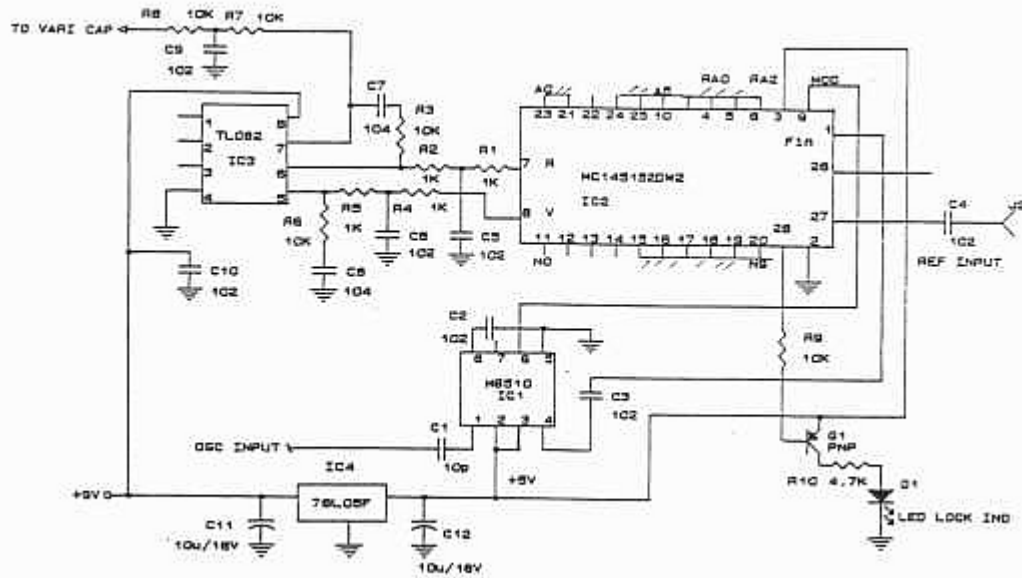 R8 10K R7 10K
TO VARI CAP
C9
102
C7
104
R3
10K
R2
1K
R1
1K
1
2
3
4
8
7
6
5
TL082
IC3
R5
1K
R4
1K
R6
10K
C6
102
C5
102
104
C10
102
23 21 22 24 10 4 5 6 3 9
RA0 RA2
7 R
8 V
MC145152DW2
IC2
Fin
1
26
27
28 2
11 12 13 14 15 16 17 18 19 20
N0 N9
C4
102
REF INPUT
R9
10K
C2
102
8 7 6 5
IC1
1 2 3 4
C3
102
OSC INPUT
C1
10p
+5V
IC4
78L05F
+9V
C11
10u/16V
C12
10u/16V
Q1
PNP
R10 4.7K
D1
LED LOCK IND